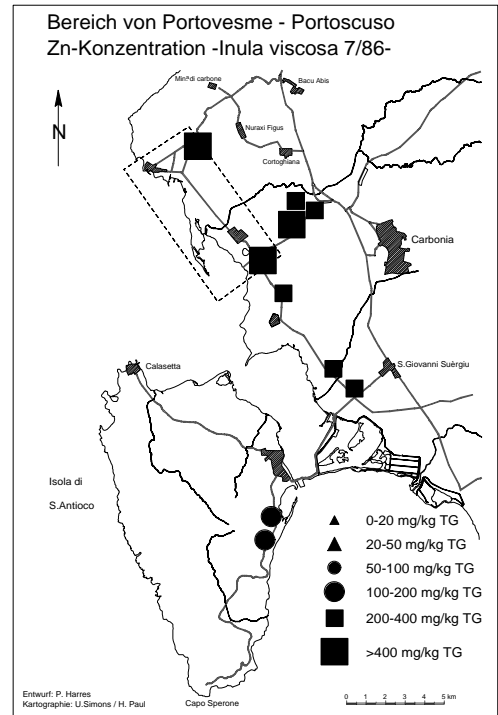 Bereich von Portovesme - Portoscuso
Zn-Konzentration -Inula viscosa 7/86-
Min.ª di carbone
Bacu Abis
N
Nuraxi Figus
Cortoghiana
Carbonia
Calasetta
S.Giovanni Suèrgiu
Isola di
S.Antioco
0-20 mg/kg TG
20-50 mg/kg TG
50-100 mg/kg TG
100-200 mg/kg TG
200-400 mg/kg TG
>400 mg/kg TG
Entwurf: P. Harres
Kartographie: U.Simons / H. Paul
Capo Sperone
0 1 2 3 4 5 km